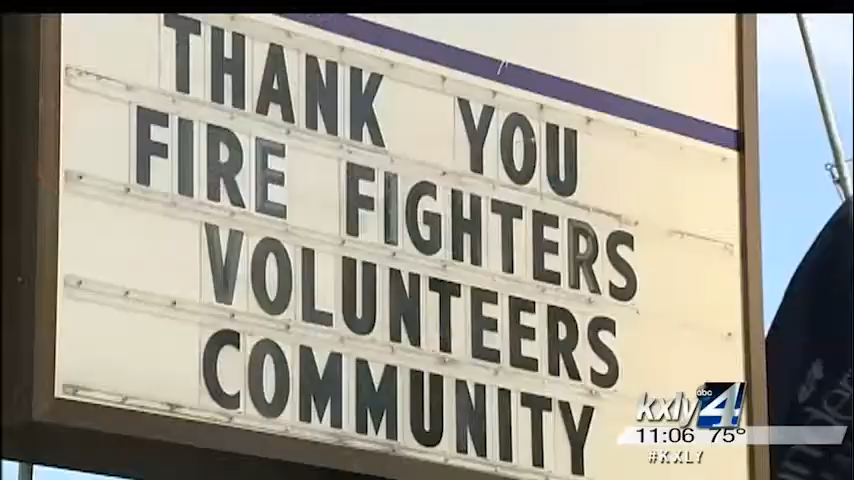 THANK YOU
FIRE FIGHTERS
VOLUNTEERS
COMMUNITY
kxly abc 4
11:06 75°
#KXLY